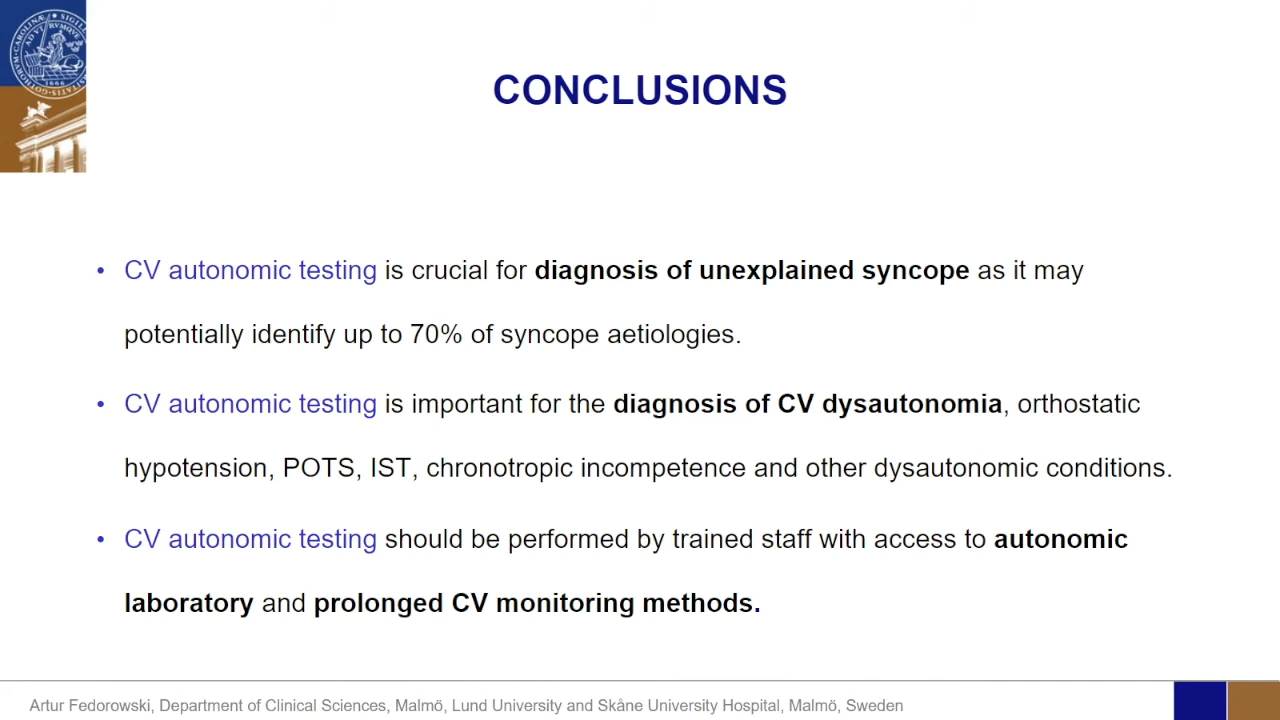 CONCLUSIONS
• CV autonomic testing is crucial for diagnosis of unexplained syncope as it may
potentially identify up to 70% of syncope aetiologies.
• CV autonomic testing is important for the diagnosis of CV dysautonomia, orthostatic
hypotension, POTS, IST, chronotropic incompetence and other dysautonomic conditions.
• CV autonomic testing should be performed by trained staff with access to autonomic
laboratory and prolonged CV monitoring methods.
Artur Fedorowski, Department of Clinical Sciences, Malmö, Lund University and Skåne University Hospital, Malmö, Sweden